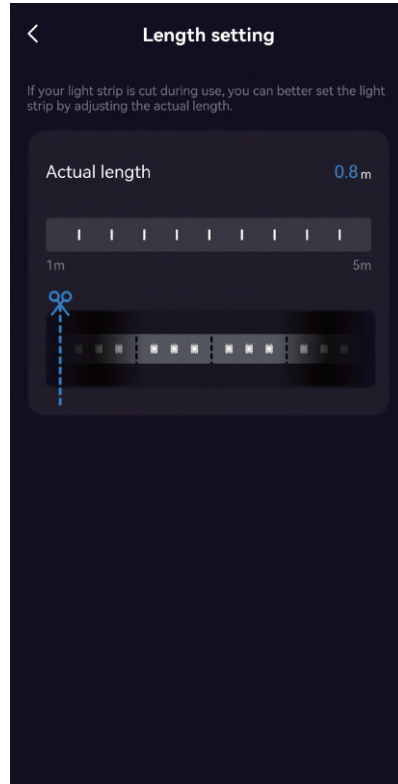 Length setting
If your light strip is cut during use, you can better set the light
strip by adjusting the actual length.
Actual length 0.8 m
1m 5m